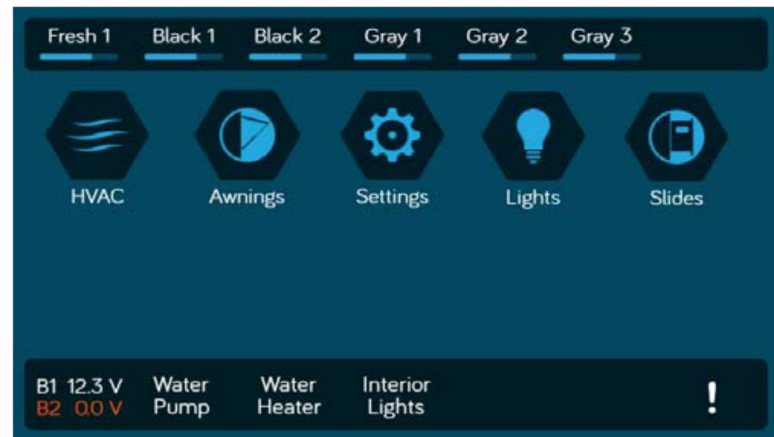 Fresh 1 Black 1 Black 2 Gray 1 Gray 2 Gray 3
HVAC Awnings Settings Lights Slides
B1 12.3 V
B2 0.0 V
Water
Pump
Water
Heater
Interior
Lights
!